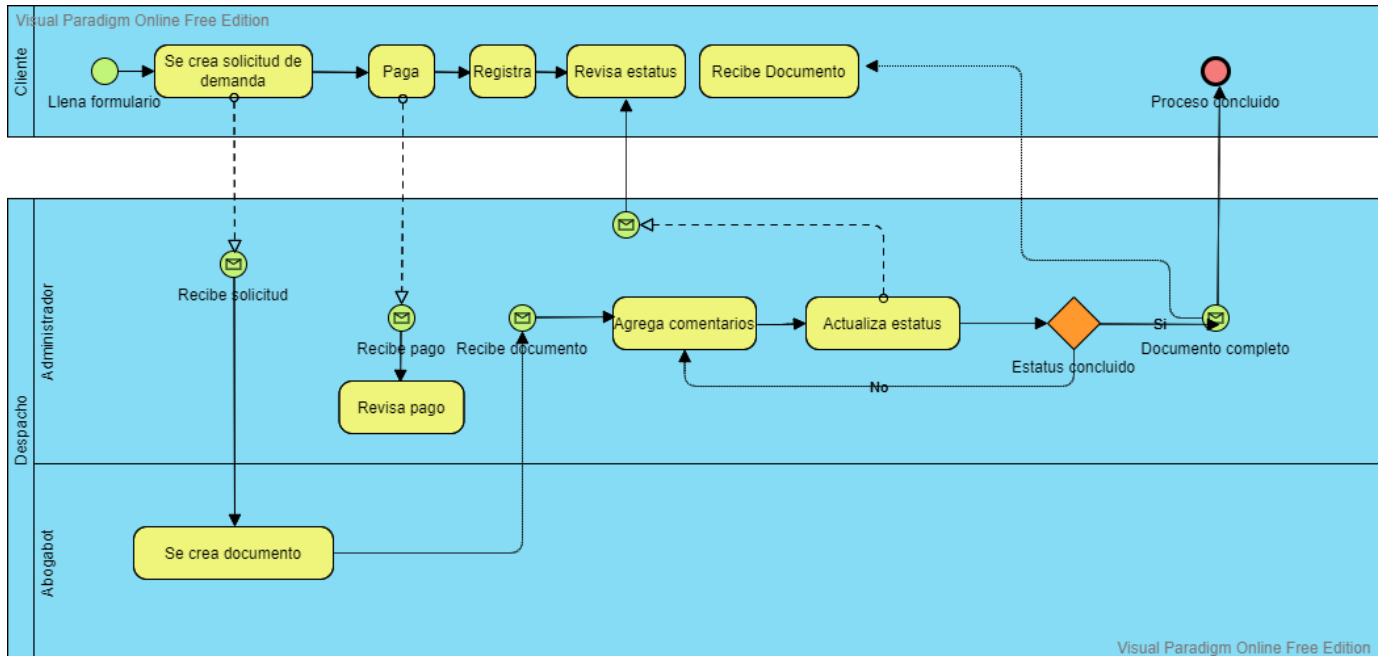 Visual Paradigm Online Free Edition
Cliente
Llena formulario
Se crea solicitud de
demanda
Paga
Registra
Revisa estatus
Recibe Documento
Proceso concluido
Despacho
Administrador
Recibe solicitud
Recibe pago
Revisa pago
Recibe documento
Agrega comentarios
Actualiza estatus
Estatus concluido
Si
No
Documento completo
Abogabot
Se crea documento
Visual Paradigm Online Free Edition